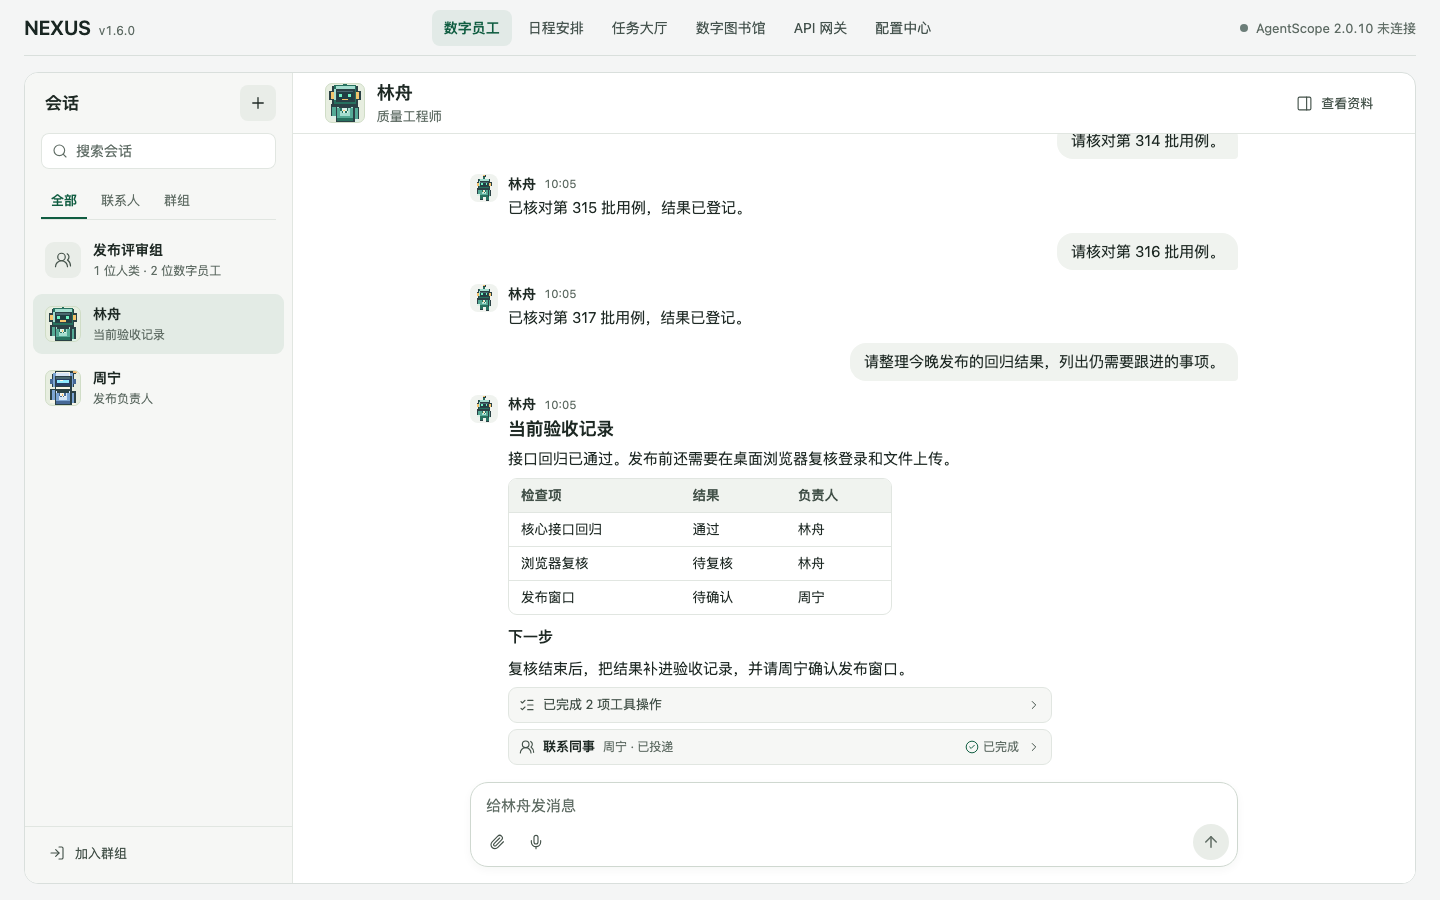 NEXUS v1.6.0
数字员工 日程安排 任务大厅 数字图书馆 API 网关 配置中心
AgentScope 2.0.10 未连接
会话
搜索会话
全部 联系人 群组
发布评审组
1 位人类 · 2 位数字员工
林舟
当前验收记录
周宁
发布负责人
加入群组
林舟
质量工程师
查看资料
请核对第 314 批用例。
林舟 10:05
已核对第 315 批用例，结果已登记。
请核对第 316 批用例。
林舟 10:05
已核对第 317 批用例，结果已登记。
请整理今晚发布的回归结果，列出仍需要跟进的事项。
林舟 10:05
当前验收记录
接口回归已通过。发布前还需要在桌面浏览器复核登录和文件上传。
检查项 结果 负责人
核心接口回归 通过 林舟
浏览器复核 待复核 林舟
发布窗口 待确认 周宁
下一步
复核结束后，把结果补进验收记录，并请周宁确认发布窗口。
已完成 2 项工具操作
联系同事 周宁 · 已投递 已完成
给林舟发消息